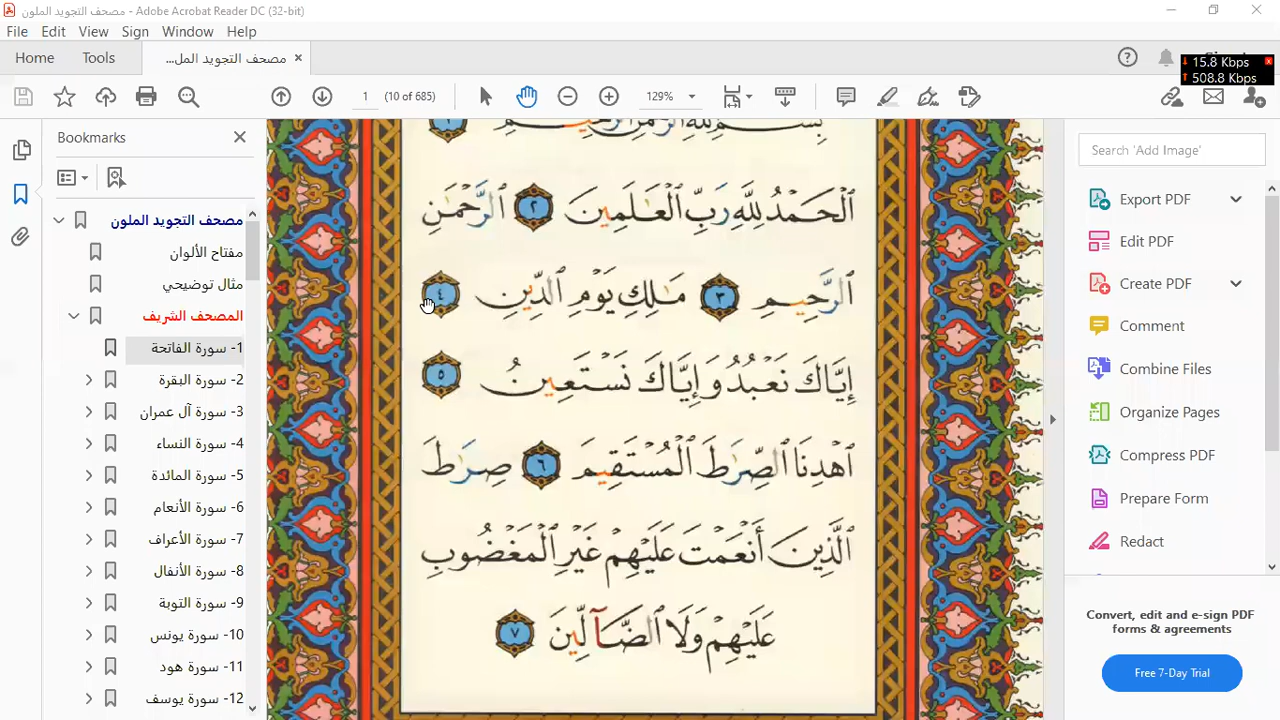 مصحف التجويد الملون - Adobe Acrobat Reader DC (32-bit)
File Edit View Sign Window Help
Home Tools مصحف التجويد المل...
15.8 Kbps
508.8 Kbps
1 (10 of 685) 129%
Bookmarks
مصحف التجويد الملون
مفتاح الألوان
مثال توضيحي
المصحف الشريف
1- سورة الفاتحة
2- سورة البقرة
3- سورة آل عمران
4- سورة النساء
5- سورة المائدة
6- سورة الأنعام
7- سورة الأعراف
8- سورة الأنفال
9- سورة التوبة
10- سورة يونس
11- سورة هود
12- سورة يوسف
بِسْمِ ٱللَّهِ ٱلرَّحْمَٰنِ ٱلرَّحِيمِ ١
ٱلْحَمْدُ لِلَّهِ رَبِّ ٱلْعَٰلَمِينَ ٢ ٱلرَّحْمَٰنِ
ٱلرَّحِيمِ ٣ مَٰلِكِ يَوْمِ ٱلدِّينِ ٤
إِيَّاكَ نَعْبُدُ وَإِيَّاكَ نَسْتَعِينُ ٥
ٱهْدِنَا ٱلصِّرَٰطَ ٱلْمُسْتَقِيمَ ٦ صِرَٰطَ
ٱلَّذِينَ أَنْعَمْتَ عَلَيْهِمْ غَيْرِ ٱلْمَغْضُوبِ
عَلَيْهِمْ وَلَا ٱلضَّآلِّينَ ٧
Search 'Add Image'
Export PDF
Edit PDF
Create PDF
Comment
Combine Files
Organize Pages
Compress PDF
Prepare Form
Redact
Convert, edit and e-sign PDF
forms & agreements
Free 7-Day Trial